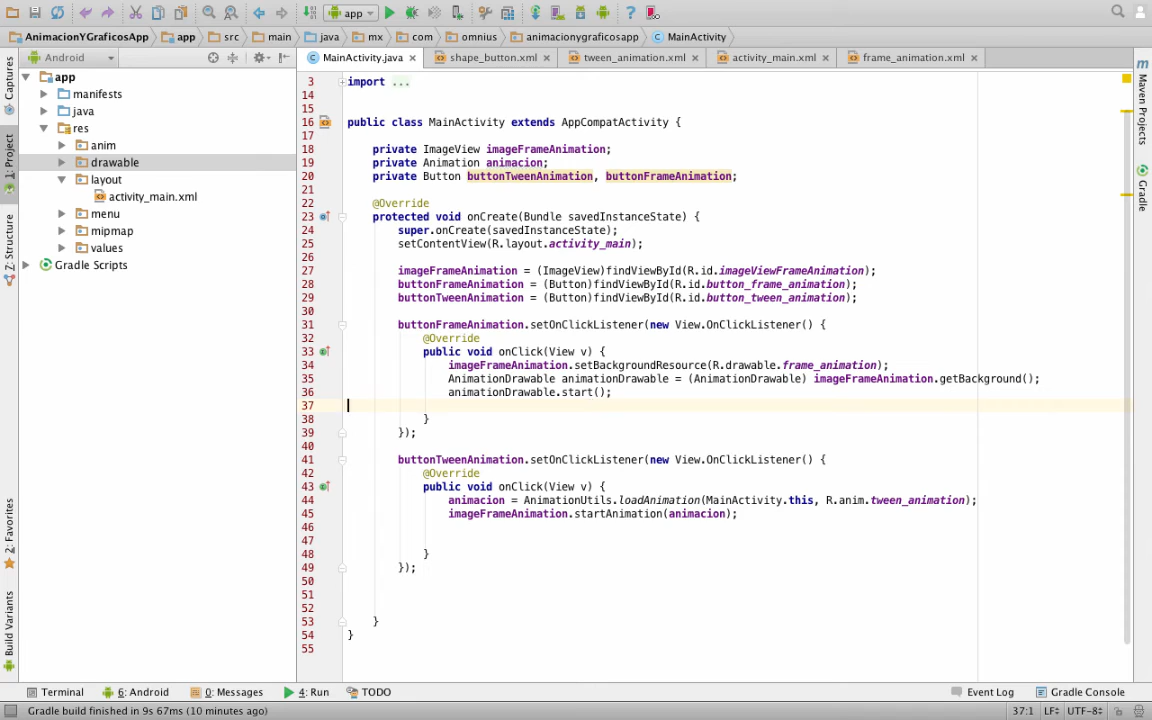 app
AnimacionYGraficosApp app src main java mx com omnius animacionygraficosapp MainActivity
Android
MainActivity.java shape_button.xml tween_animation.xml activity_main.xml frame_animation.xml
Captures
1: Project
Z: Structure
2: Favorites
Build Variants
app
manifests
java
res
anim
drawable
layout
activity_main.xml
menu
mipmap
values
Gradle Scripts
3 import ...
14
15
16 public class MainActivity extends AppCompatActivity {
17
18 private ImageView imageFrameAnimation;
19 private Animation animacion;
20 private Button buttonTweenAnimation, buttonFrameAnimation;
21
22 @Override
23 protected void onCreate(Bundle savedInstanceState) {
24 super.onCreate(savedInstanceState);
25 setContentView(R.layout.activity_main);
26
27 imageFrameAnimation = (ImageView)findViewById(R.id.imageViewFrameAnimation);
28 buttonFrameAnimation = (Button)findViewById(R.id.button_frame_animation);
29 buttonTweenAnimation = (Button)findViewById(R.id.button_tween_animation);
30
31 buttonFrameAnimation.setOnClickListener(new View.OnClickListener() {
32 @Override
33 public void onClick(View v) {
34 imageFrameAnimation.setBackgroundResource(R.drawable.frame_animation);
35 AnimationDrawable animationDrawable = (AnimationDrawable) imageFrameAnimation.getBackground();
36 animationDrawable.start();
37
38 }
39 });
40
41 buttonTweenAnimation.setOnClickListener(new View.OnClickListener() {
42 @Override
43 public void onClick(View v) {
44 animacion = AnimationUtils.loadAnimation(MainActivity.this, R.anim.tween_animation);
45 imageFrameAnimation.startAnimation(animacion);
46
47
48 }
49 });
50
51
52
53 }
54 }
55
m Maven Projects
Gradle
Terminal 6: Android 0: Messages 4: Run TODO Event Log Gradle Console
Gradle build finished in 9s 67ms (10 minutes ago) 37:1 LF÷ UTF-8÷